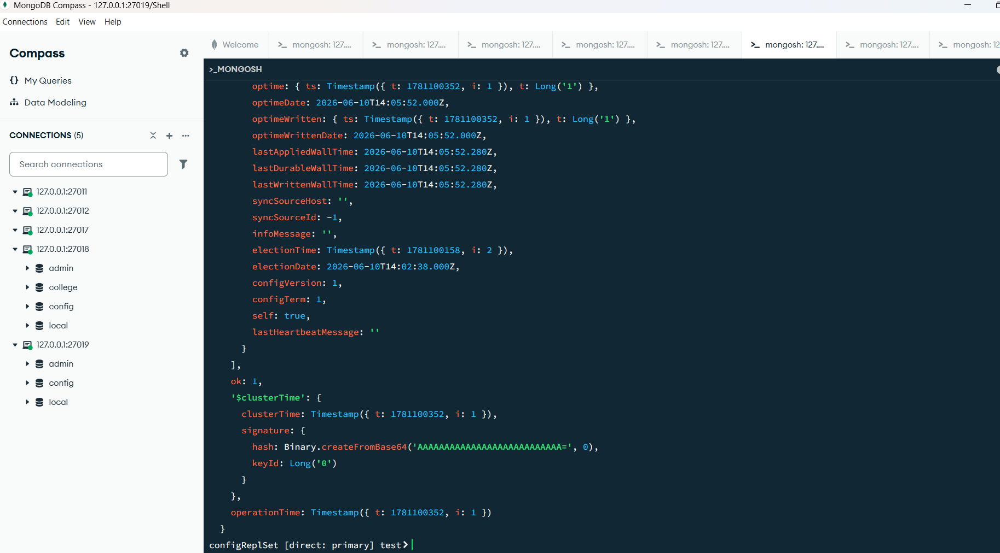 MongoDB Compass - 127.0.0.1:27019/Shell
Connections Edit View Help
Compass
My Queries
Data Modeling
CONNECTIONS (5)
Search connections
127.0.0.1:27011
127.0.0.1:27012
127.0.0.1:27017
127.0.0.1:27018
admin
college
config
local
127.0.0.1:27019
admin
config
local
Welcome >_ mongosh: 127.... >_ mongosh: 127.... >_ mongosh: 127.... >_ mongosh: 127.... >_ mongosh: 127.... >_ mongosh: 127.... >_ mongosh: 127.... >_ mongosh: 12
>_MONGOSH
optime: { ts: Timestamp({ t: 1781100352, i: 1 }), t: Long('1') },
optimeDate: 2026-06-10T14:05:52.000Z,
optimeWritten: { ts: Timestamp({ t: 1781100352, i: 1 }), t: Long('1') },
optimeWrittenDate: 2026-06-10T14:05:52.000Z,
lastAppliedWallTime: 2026-06-10T14:05:52.280Z,
lastDurableWallTime: 2026-06-10T14:05:52.280Z,
lastWrittenWallTime: 2026-06-10T14:05:52.280Z,
syncSourceHost: '',
syncSourceId: -1,
infoMessage: '',
electionTime: Timestamp({ t: 1781100158, i: 2 }),
electionDate: 2026-06-10T14:02:38.000Z,
configVersion: 1,
configTerm: 1,
self: true,
lastHeartbeatMessage: ''
}
],
ok: 1,
'$clusterTime': {
clusterTime: Timestamp({ t: 1781100352, i: 1 }),
signature: {
hash: Binary.createFromBase64('AAAAAAAAAAAAAAAAAAAAAAAAAAA=', 0),
keyId: Long('0')
}
},
operationTime: Timestamp({ t: 1781100352, i: 1 })
}
configReplSet [direct: primary] test>